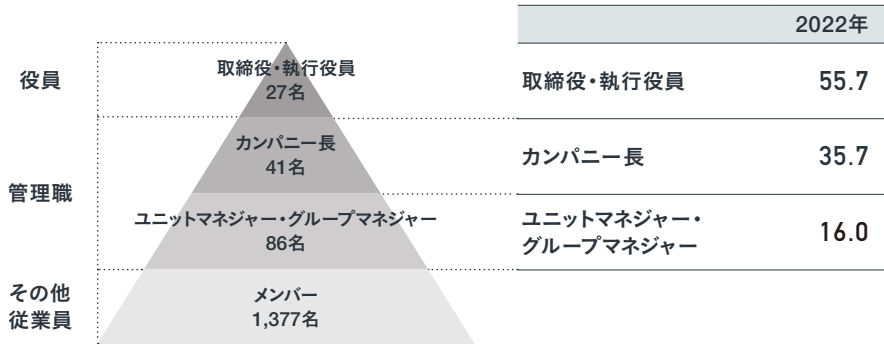 2022年
役員
取締役・執行役員
27名
取締役・執行役員 55.7
カンパニー長
41名
カンパニー長 35.7
管理職
ユニットマネジャー・グループマネジャー
86名
ユニットマネジャー・
グループマネジャー
16.0
その他
従業員
メンバー
1,377名